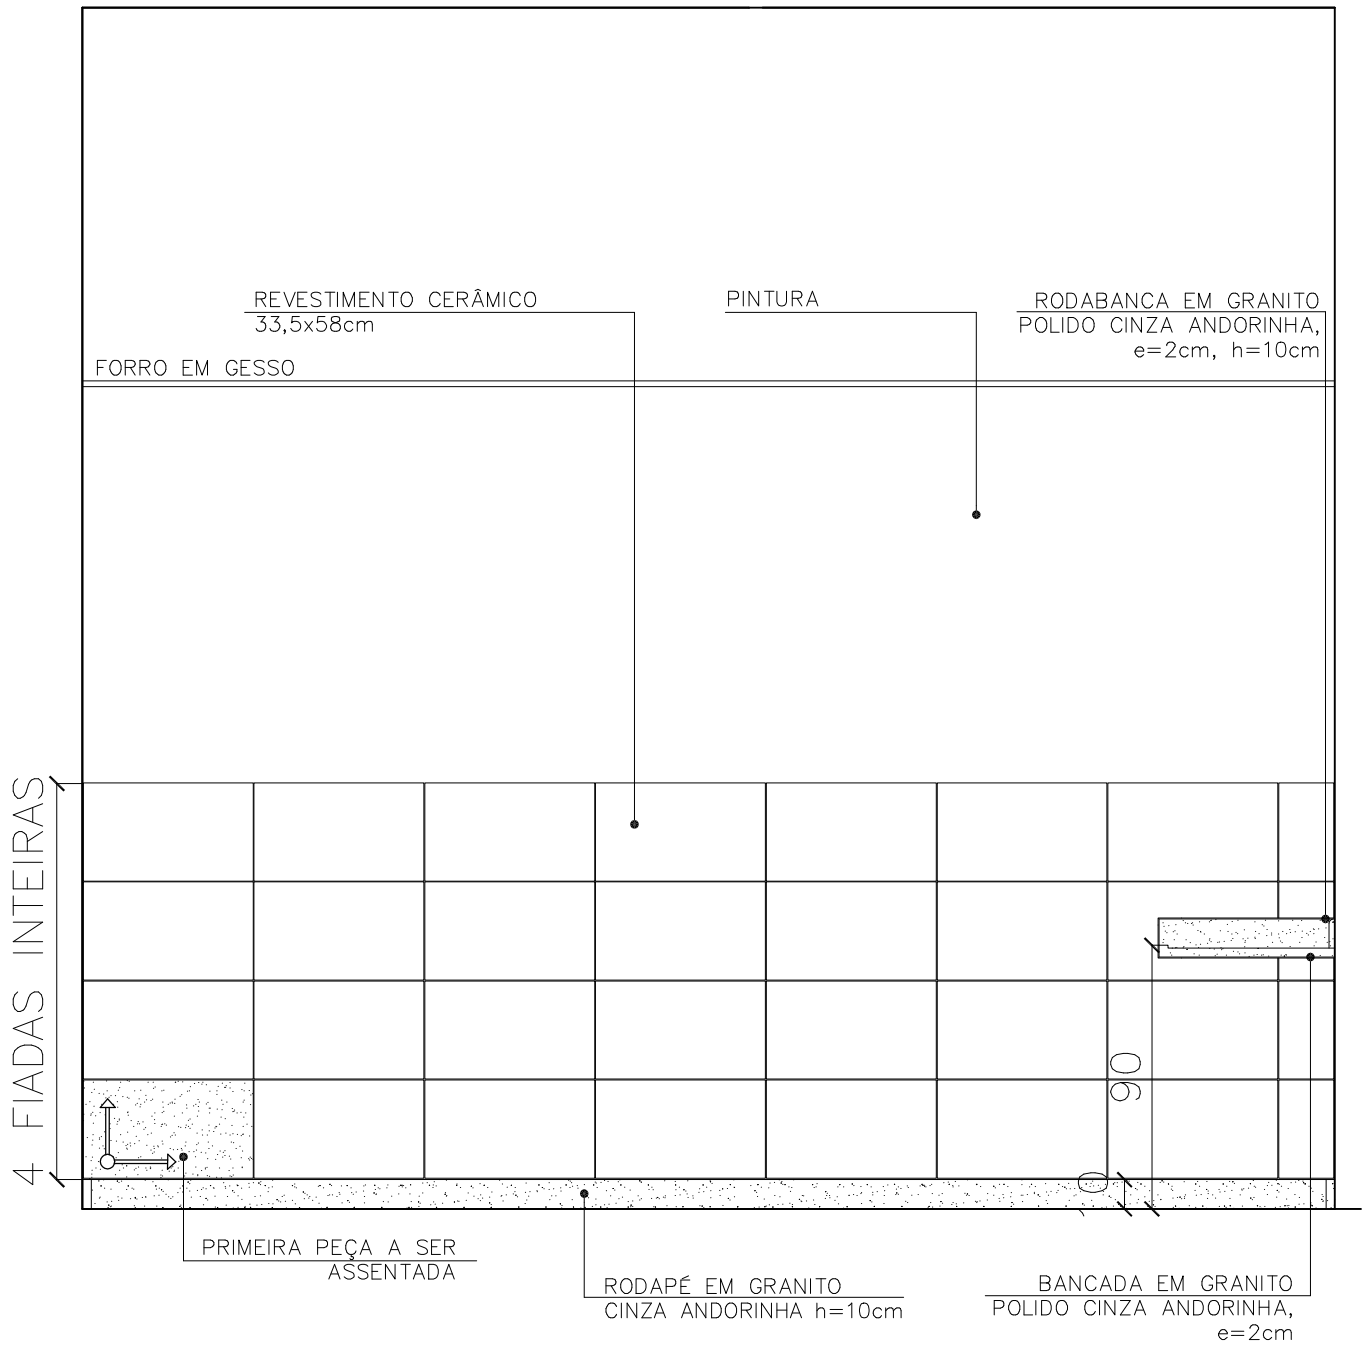 REVESTIMENTO CERÂMICO
33,5x58cm
PINTURA
RODABANCA EM GRANITO
POLIDO CINZA ANDORINHA,
e=2cm, h=10cm
FORRO EM GESSO
4 FIADAS INTEIRAS
90
PRIMEIRA PEÇA A SER
ASSENTADA
RODAPÉ EM GRANITO
CINZA ANDORINHA h=10cm
BANCADA EM GRANITO
POLIDO CINZA ANDORINHA,
e=2cm